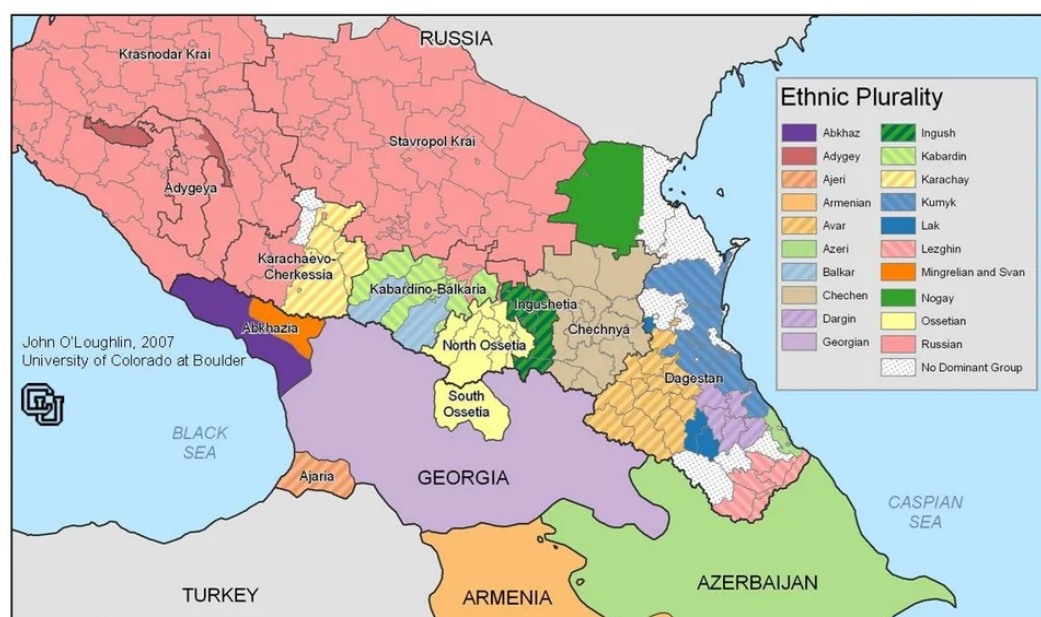 RUSSIA
Krasnodar Krai
Stavropol Krai
Adygeya
Karachaevo-
Cherkessia
Kabardino-Balkaria
Ingushetia
Abkhazia
Chechnya
North Ossetia
Dagestan
South
Ossetia
John O'Loughlin, 2007
University of Colorado at Boulder
CU
BLACK
SEA
Ajaria
GEORGIA
CASPIAN
SEA
TURKEY
ARMENIA
AZERBAIJAN
Ethnic Plurality
Abkhaz
Adygey
Ajeri
Armenian
Avar
Azeri
Balkar
Chechen
Dargin
Georgian
Ingush
Kabardin
Karachay
Kumyk
Lak
Lezghin
Mingrelian and Svan
Nogay
Ossetian
Russian
No Dominant Group